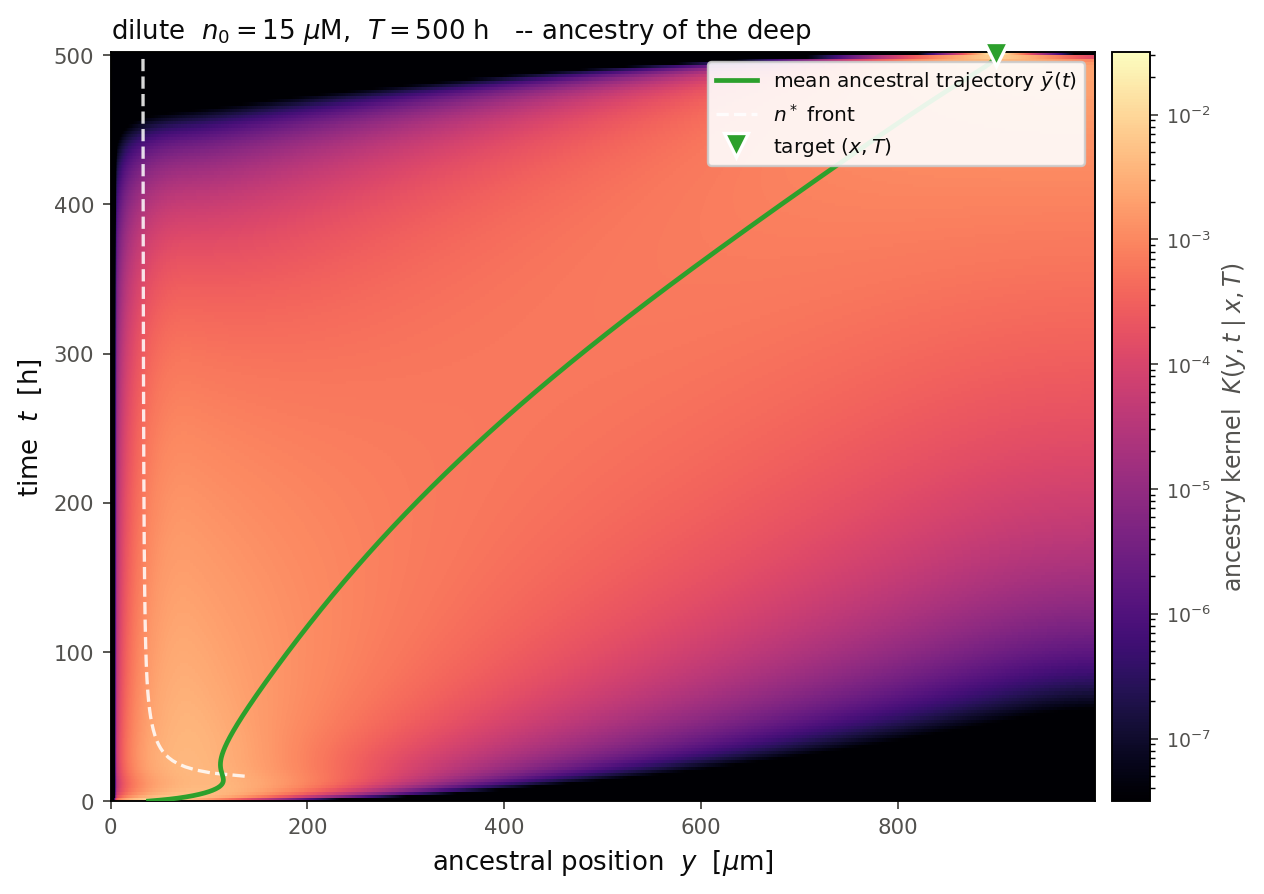 dilute n₀ = 15 μM, T = 500 h -- ancestry of the deep
mean ancestral trajectory ȳ(t)
n* front
target (x, T)
500
400
300
200
100
0
time t [h]
0 200 400 600 800
ancestral position y [μm]
10⁻²
10⁻³
10⁻⁴
10⁻⁵
10⁻⁶
10⁻⁷
ancestry kernel K(y, t | x, T)